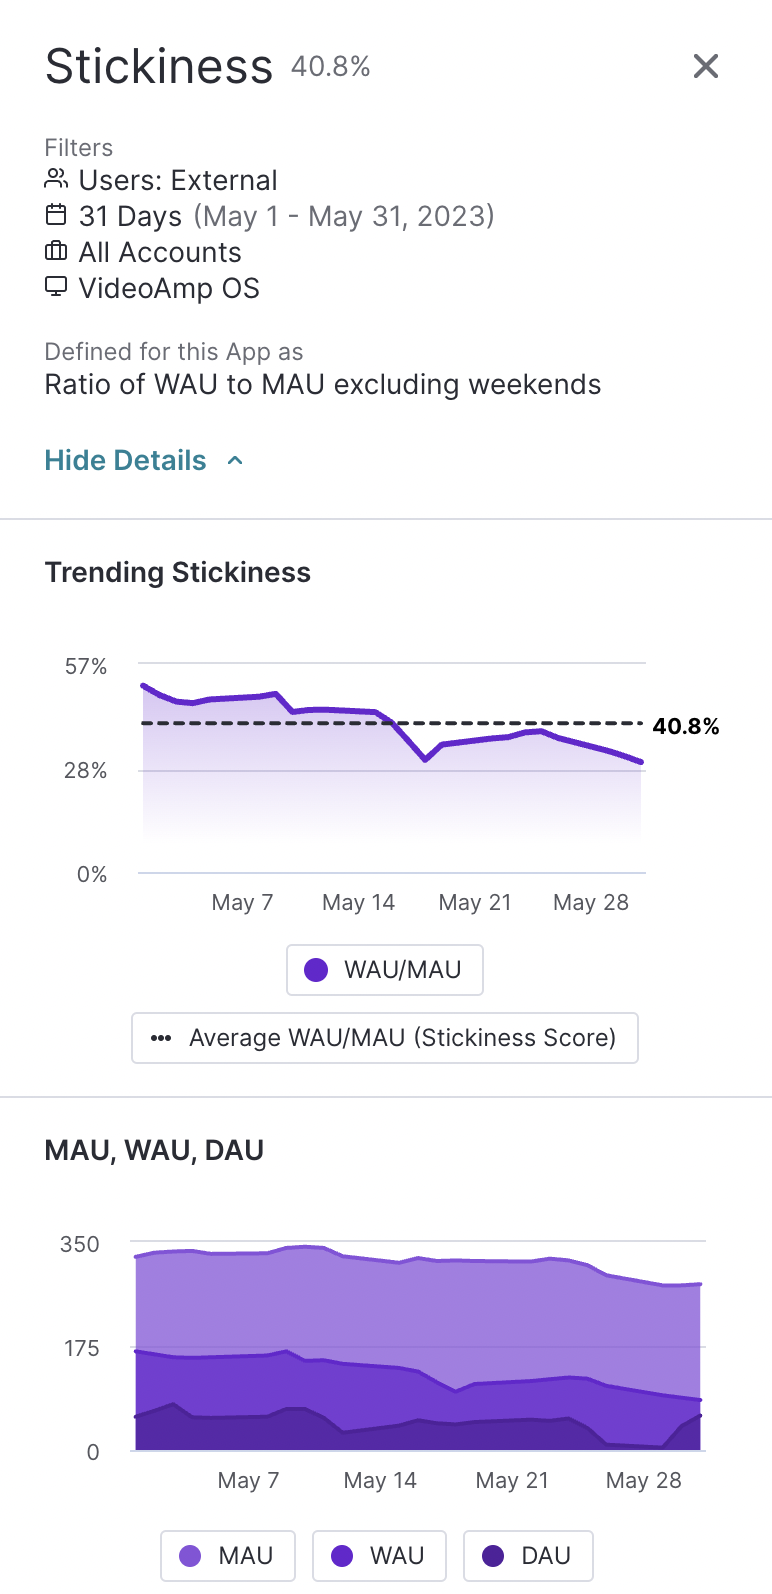 Stickiness 40.8%
Filters
Users: External
31 Days (May 1 - May 31, 2023)
All Accounts
VideoAmp OS
Defined for this App as
Ratio of WAU to MAU excluding weekends
Hide Details
Trending Stickiness
57%
40.8%
28%
0%
May 7 May 14 May 21 May 28
WAU/MAU
Average WAU/MAU (Stickiness Score)
MAU, WAU, DAU
350
175
0
May 7 May 14 May 21 May 28
MAU WAU DAU